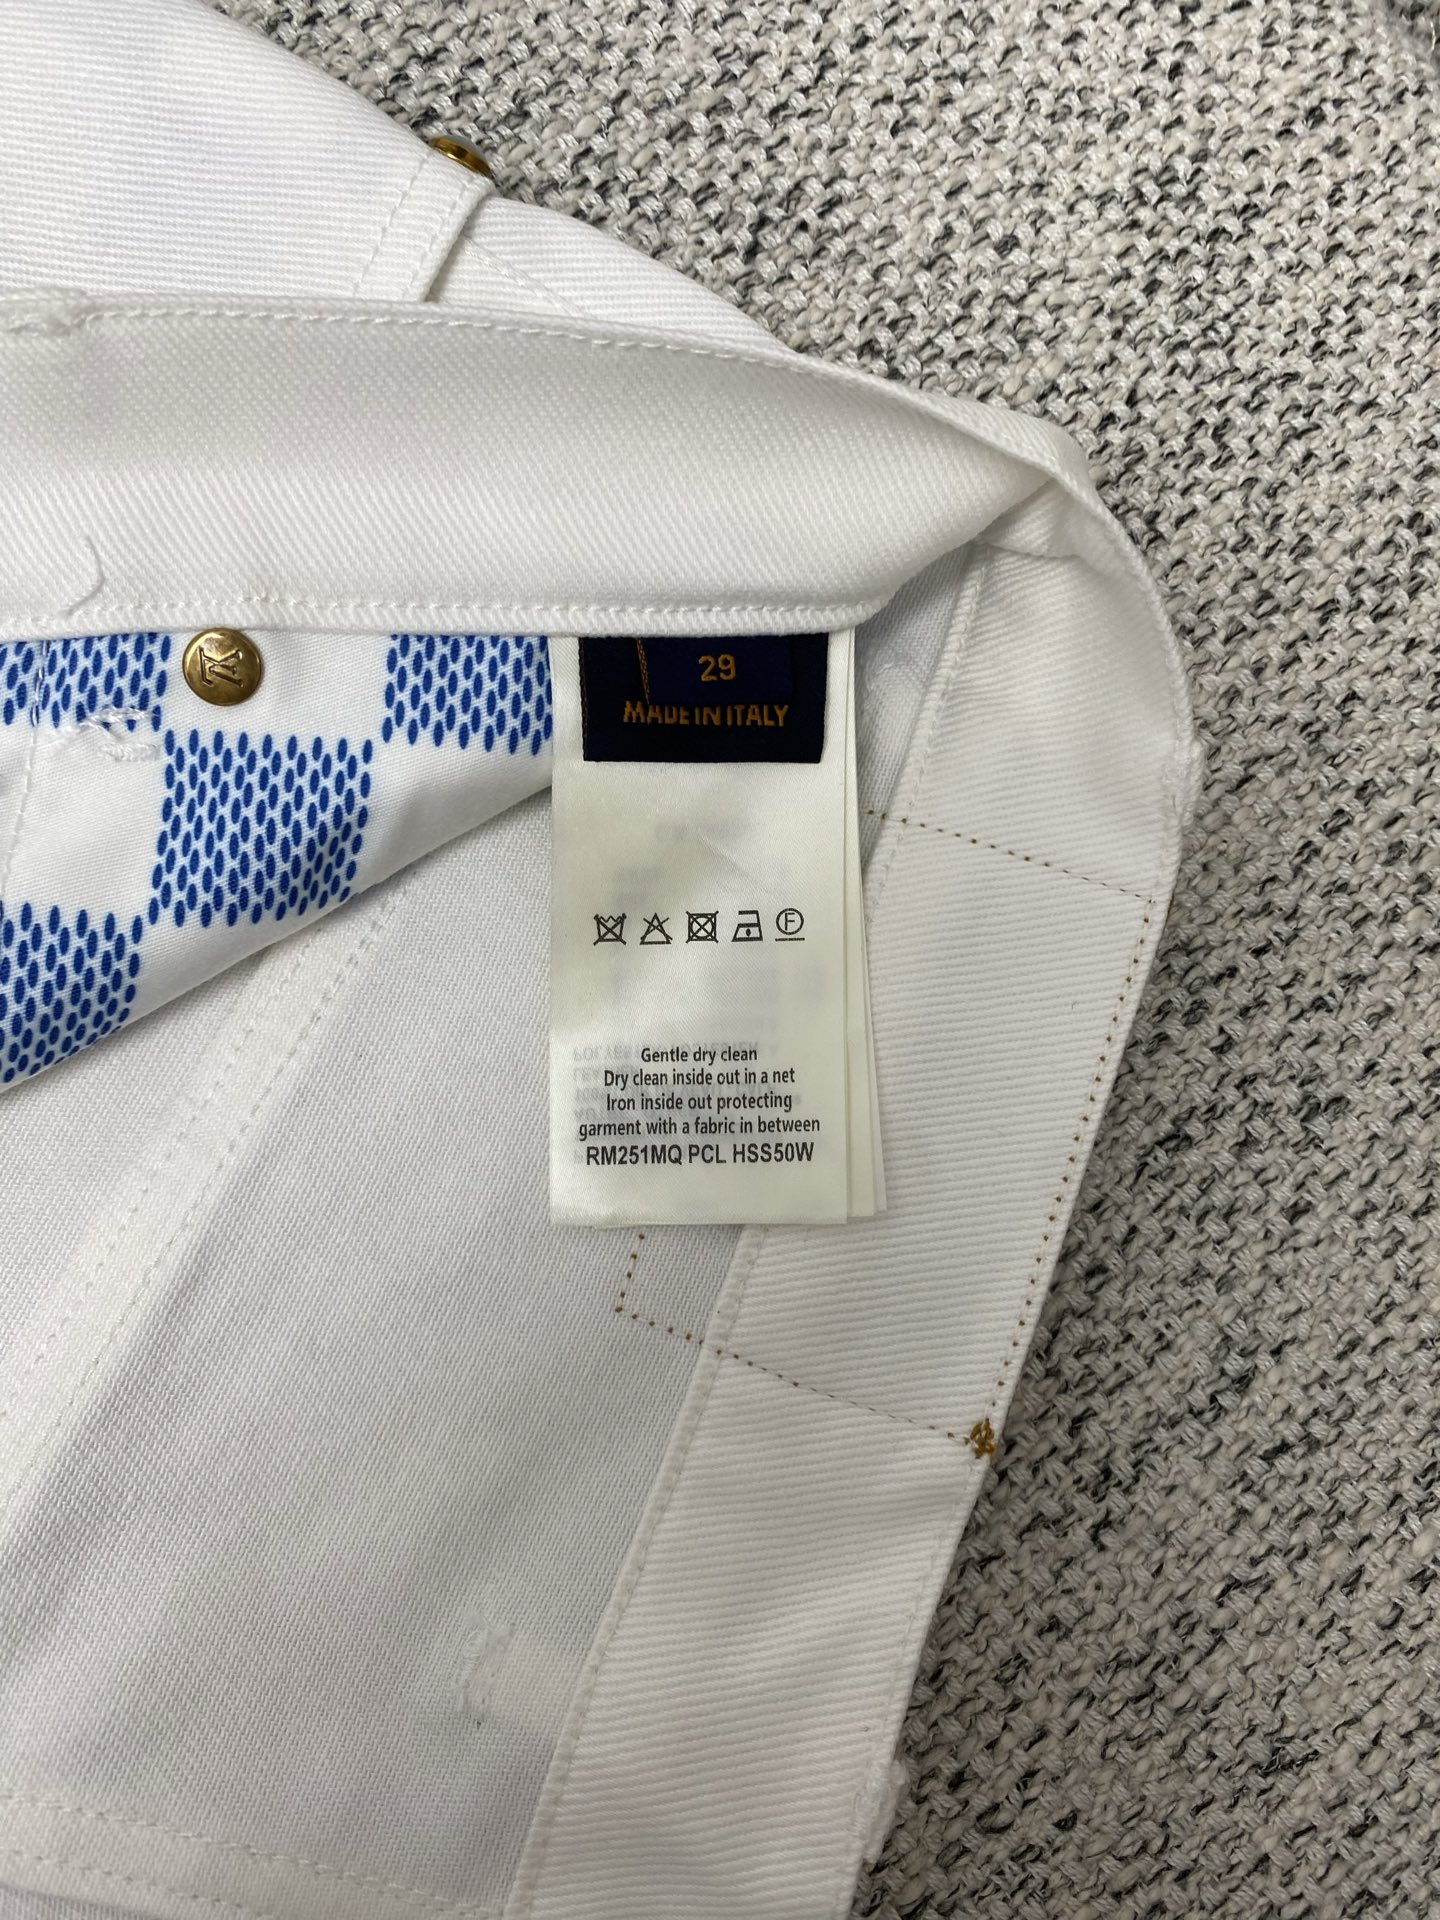 29
MADE IN ITALY
Gentle dry clean
Dry clean inside out in a net
Iron inside out protecting
garment with a fabric in between
RM251MQ PCL HSS50W